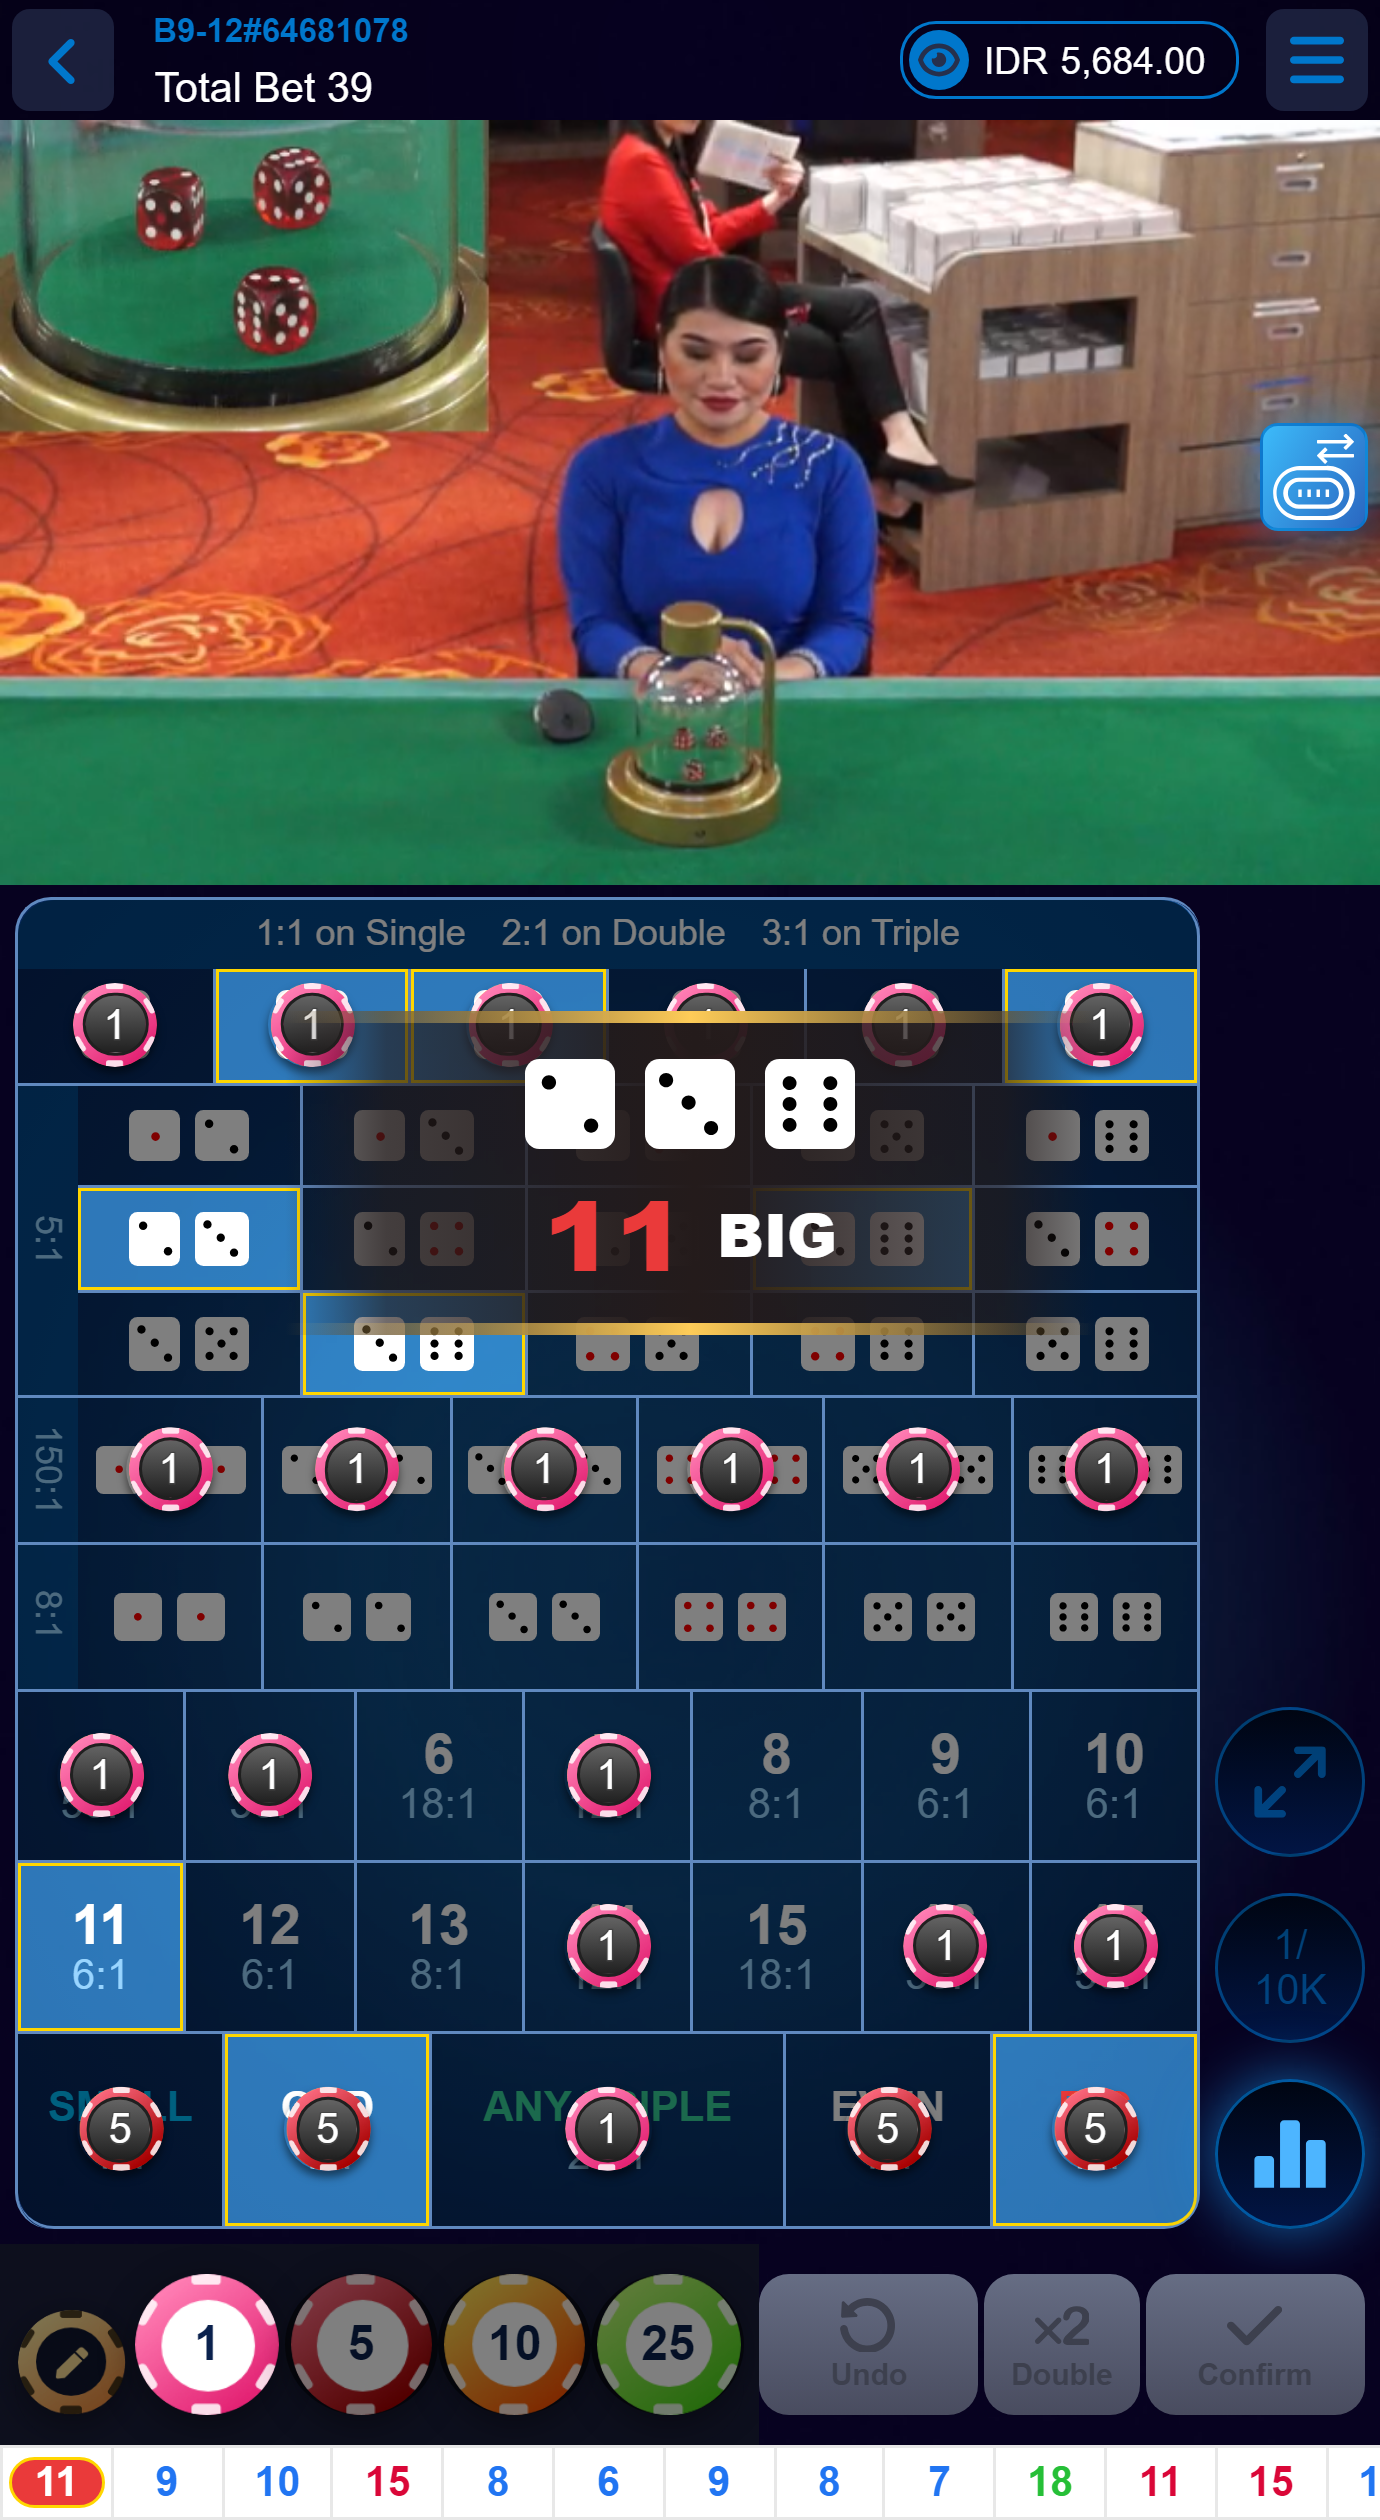 B9-12#64681078
Total Bet 39
IDR 5,684.00
1:1 on Single 2:1 on Double 3:1 on Triple
1 1 1 1 1 1
11 BIG
5:1
150:1
1 1 1 1 1 1
8:1
1 1 6 1 8 9 10
18:1 8:1 6:1 6:1
11 12 13 1 15 1 1
6:1 6:1 8:1 18:1
1/
10K
5 5 1 5 5
1 5 10 25
Undo x2 Double Confirm
11 9 10 15 8 6 9 8 7 18 11 15 1